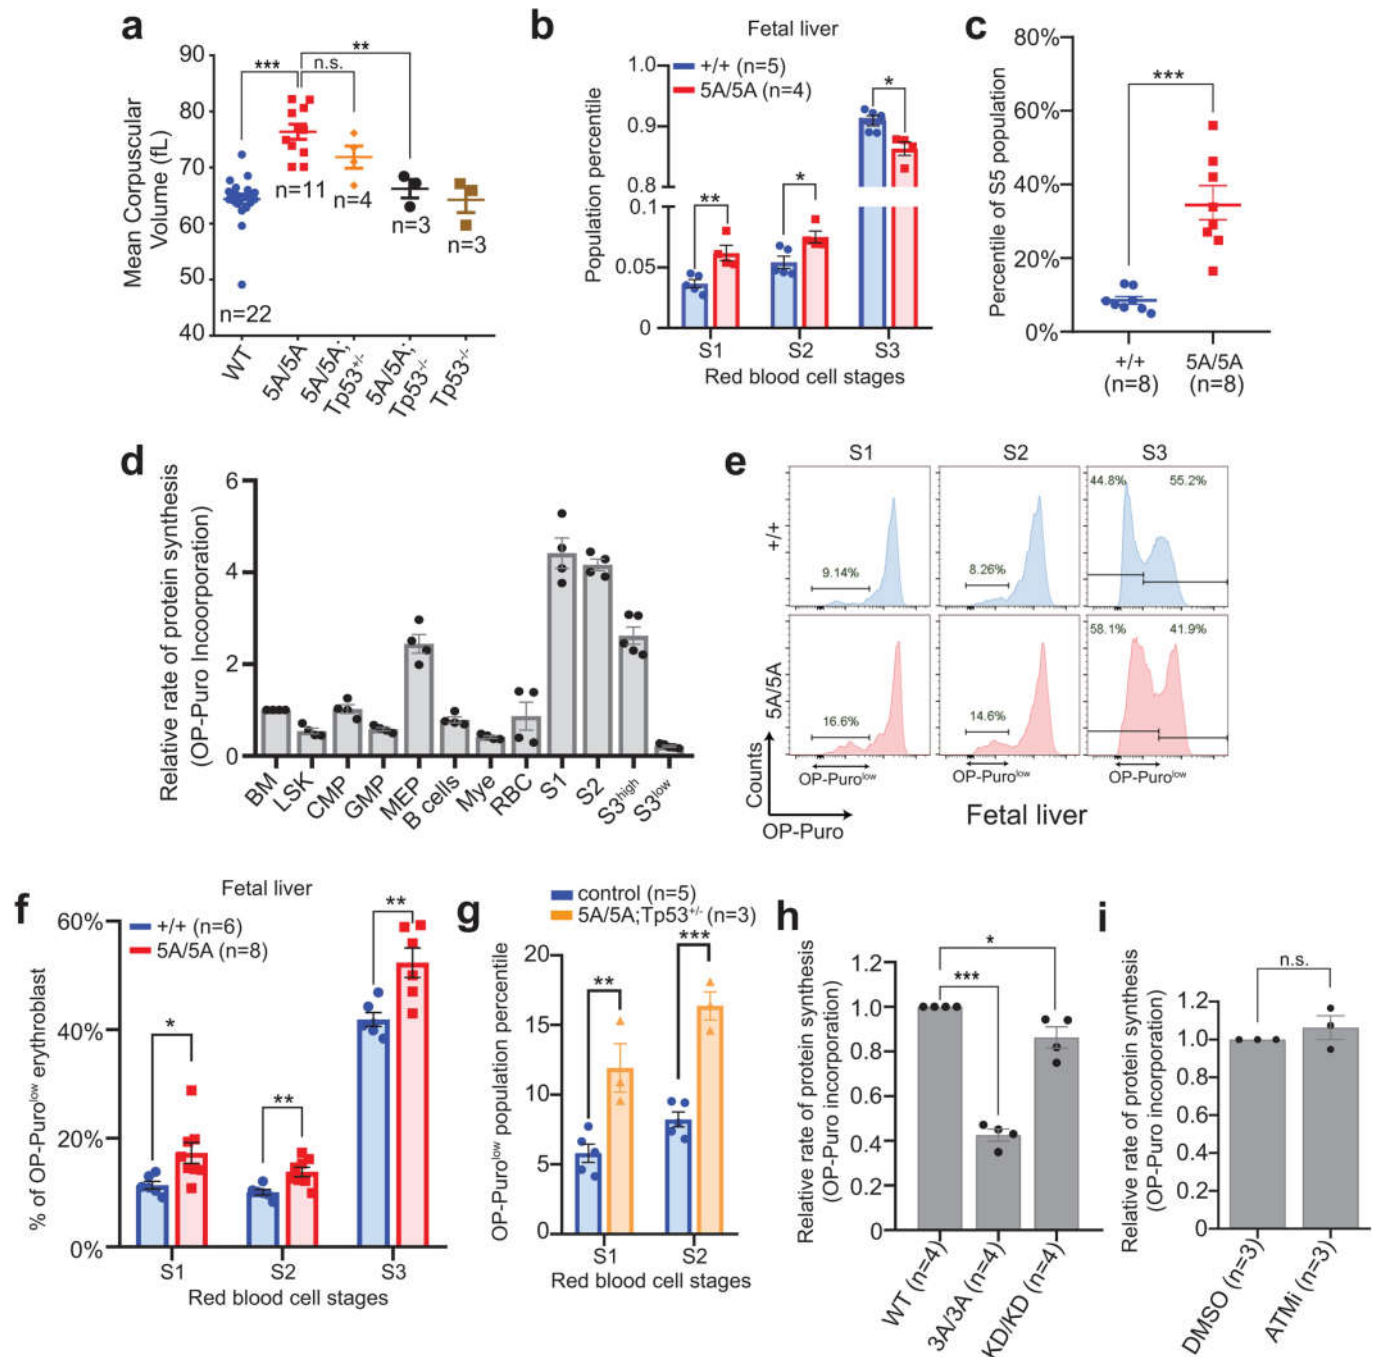 a
Mean Corpuscular
Volume (fL)
90
80
70
60
50
40
***
n.s.
**
n=22
n=11
n=4
n=3
n=3
WT
5A/5A
5A/5A;
Tp53+/-
5A/5A;
Tp53-/-
Tp53-/-
b
Fetal liver
+/+ (n=5)
5A/5A (n=4)
Population percentile
1.0
0.9
0.8
0.1
0.05
0
**
*
*
S1
S2
S3
Red blood cell stages
c
Percentile of S5 population
80%
60%
40%
20%
0%
***
+/+
(n=8)
5A/5A
(n=8)
d
Relative rate of protein synthesis
(OP-Puro Incorporation)
6
4
2
0
BM
LSK
CMP
GMP
MEP
B cells
Mye
RBC
S1
S2
S3high
S3low
e
S1
S2
S3
+/+
9.14%
8.26%
44.8%
55.2%
5A/5A
16.6%
14.6%
58.1%
41.9%
OP-Purolow
OP-Purolow
OP-Purolow
Counts
OP-Puro
Fetal liver
f
Fetal liver
+/+ (n=6)
5A/5A (n=8)
% of OP-Purolow erythroblast
60%
40%
20%
0%
*
**
**
S1
S2
S3
Red blood cell stages
g
control (n=5)
5A/5A;Tp53+/- (n=3)
OP-Purolow population percentile
20
15
10
5
0
**
***
S1
S2
Red blood cell stages
h
Relative rate of protein synthesis
(OP-Puro incorporation)
1.2
1.0
0.8
0.6
0.4
0.2
0
*
***
WT (n=4)
3A/3A (n=4)
KD/KD (n=4)
i
Relative rate of protein synthesis
(OP-Puro incorporation)
1.2
1.0
0.8
0.6
0.4
0.2
0
n.s.
DMSO (n=3)
ATMi (n=3)